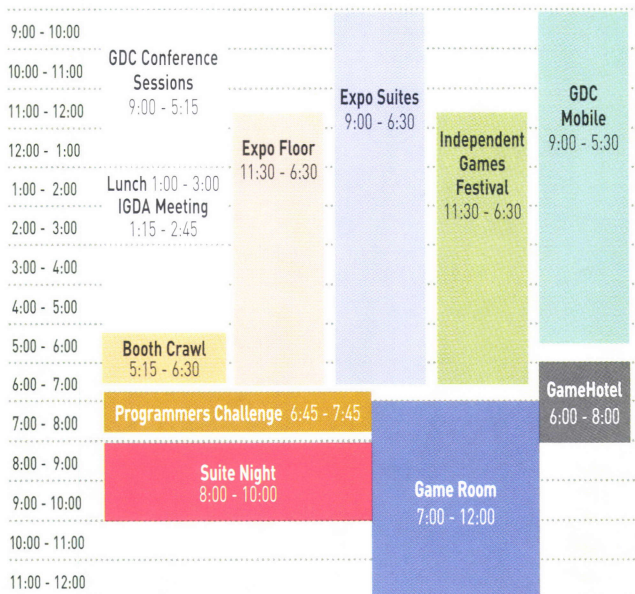 9:00 - 10:00
10:00 - 11:00
11:00 - 12:00
12:00 - 1:00
1:00 - 2:00
2:00 - 3:00
3:00 - 4:00
4:00 - 5:00
5:00 - 6:00
6:00 - 7:00
7:00 - 8:00
8:00 - 9:00
9:00 - 10:00
10:00 - 11:00
11:00 - 12:00
GDC Conference
Sessions
9:00 - 5:15
Lunch 1:00 - 3:00
IGDA Meeting
1:15 - 2:45
Booth Crawl
5:15 - 6:30
Expo Floor
11:30 - 6:30
Expo Suites
9:00 - 6:30
Independent
Games
Festival
11:30 - 6:30
GDC
Mobile
9:00 - 5:30
GameHotel
6:00 - 8:00
Programmers Challenge 6:45 - 7:45
Suite Night
8:00 - 10:00
Game Room
7:00 - 12:00